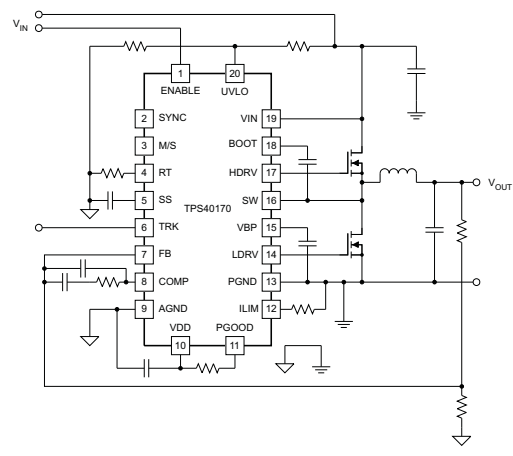 V_IN
1
20
ENABLE
UVLO
2
SYNC
VIN
19
3
M/S
BOOT
18
4
RT
HDRV
17
5
SS
SW
16
TPS40170
6
TRK
VBP
15
7
FB
LDRV
14
8
COMP
PGND
13
9
AGND
ILIM
12
VDD
PGOOD
10
11
V_OUT